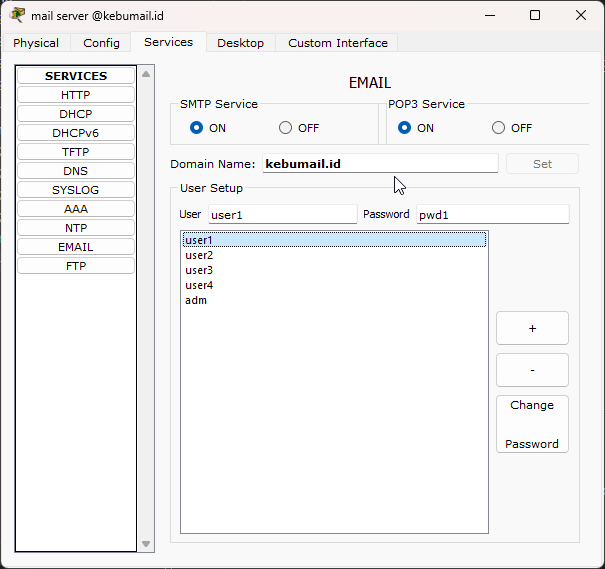 mail server @kebumail.id
Physical Config Services Desktop Custom Interface
SERVICES
HTTP
DHCP
DHCPv6
TFTP
DNS
SYSLOG
AAA
NTP
EMAIL
FTP
EMAIL
SMTP Service
ON OFF
POP3 Service
ON OFF
Domain Name: kebumail.id Set
User Setup
User user1 Password pwd1
user1
user2
user3
user4
adm
+
-
Change
Password